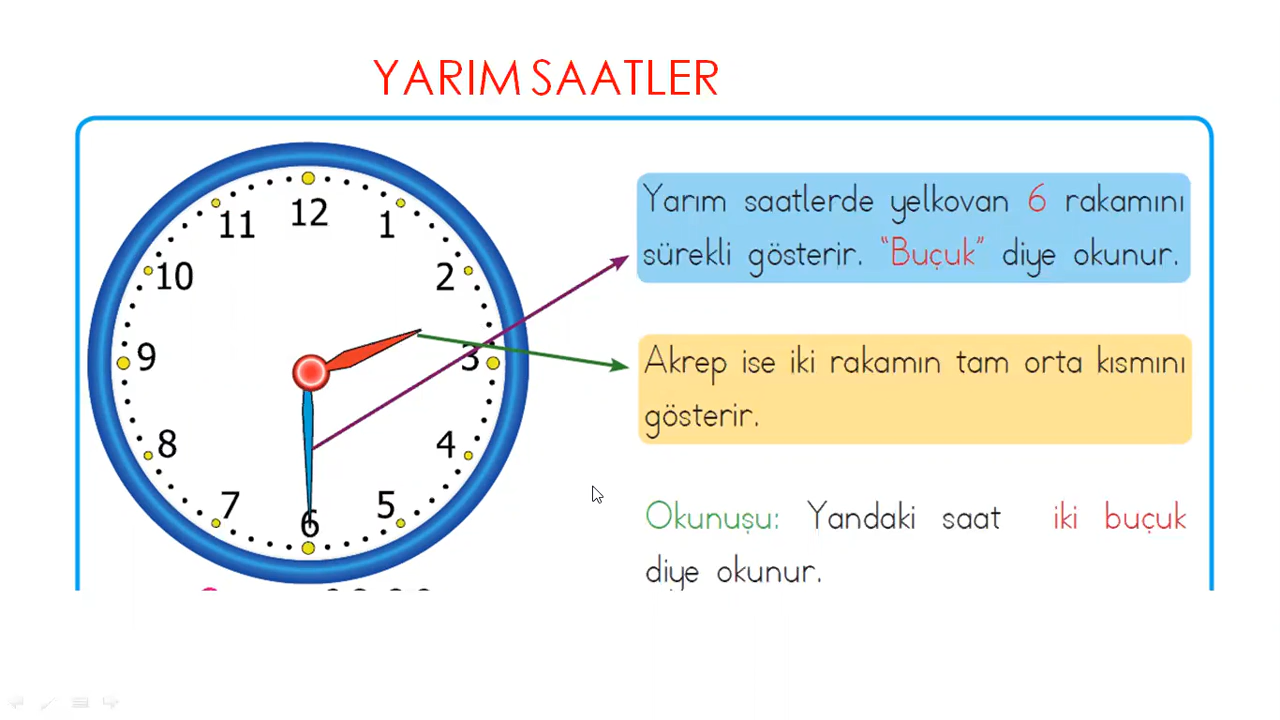 YARIM SAATLER
12
11
1
10
2
9
3
8
4
7
5
6
Yarım saatlerde yelkovan 6 rakamını
sürekli gösterir. "Buçuk" diye okunur.
Akrep ise iki rakamın tam orta kısmını
gösterir.
Okunuşu: Yandaki saat iki buçuk
diye okunur.